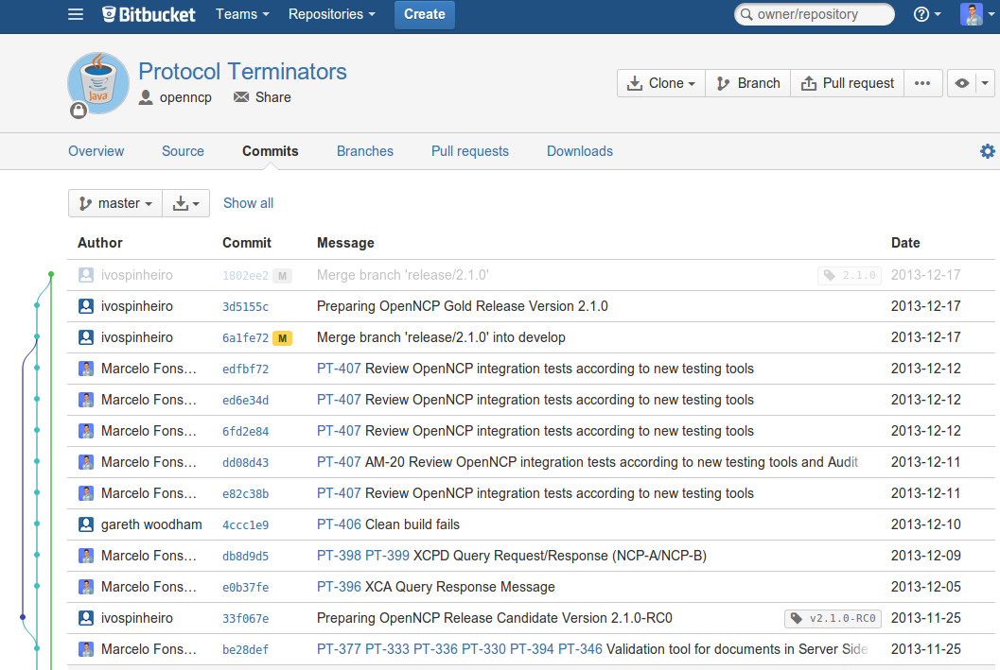 Bitbucket Teams Repositories Create owner/repository
Java
Protocol Terminators
openncp Share
Clone Branch Pull request
Overview Source Commits Branches Pull requests Downloads
master Show all
Author Commit Message Date
ivospinheiro 1802ee2 M Merge branch 'release/2.1.0' 2.1.0 2013-12-17
ivospinheiro 3d5155c Preparing OpenNCP Gold Release Version 2.1.0 2013-12-17
ivospinheiro 6a1fe72 M Merge branch 'release/2.1.0' into develop 2013-12-17
Marcelo Fons... edfbf72 PT-407 Review OpenNCP integration tests according to new testing tools 2013-12-12
Marcelo Fons... ed6e34d PT-407 Review OpenNCP integration tests according to new testing tools 2013-12-12
Marcelo Fons... 6fd2e84 PT-407 Review OpenNCP integration tests according to new testing tools 2013-12-12
Marcelo Fons... dd08d43 PT-407 AM-20 Review OpenNCP integration tests according to new testing tools and Audit 2013-12-11
Marcelo Fons... e82c38b PT-407 Review OpenNCP integration tests according to new testing tools 2013-12-11
gareth woodham 4ccc1e9 PT-406 Clean build fails 2013-12-10
Marcelo Fons... db8d9d5 PT-398 PT-399 XCPD Query Request/Response (NCP-A/NCP-B) 2013-12-09
Marcelo Fons... e0b37fe PT-396 XCA Query Response Message 2013-12-05
ivospinheiro 33f067e Preparing OpenNCP Release Candidate Version 2.1.0-RC0 v2.1.0-RC0 2013-11-25
Marcelo Fons... be28def PT-377 PT-333 PT-336 PT-330 PT-394 PT-346 Validation tool for documents in Server Side 2013-11-25